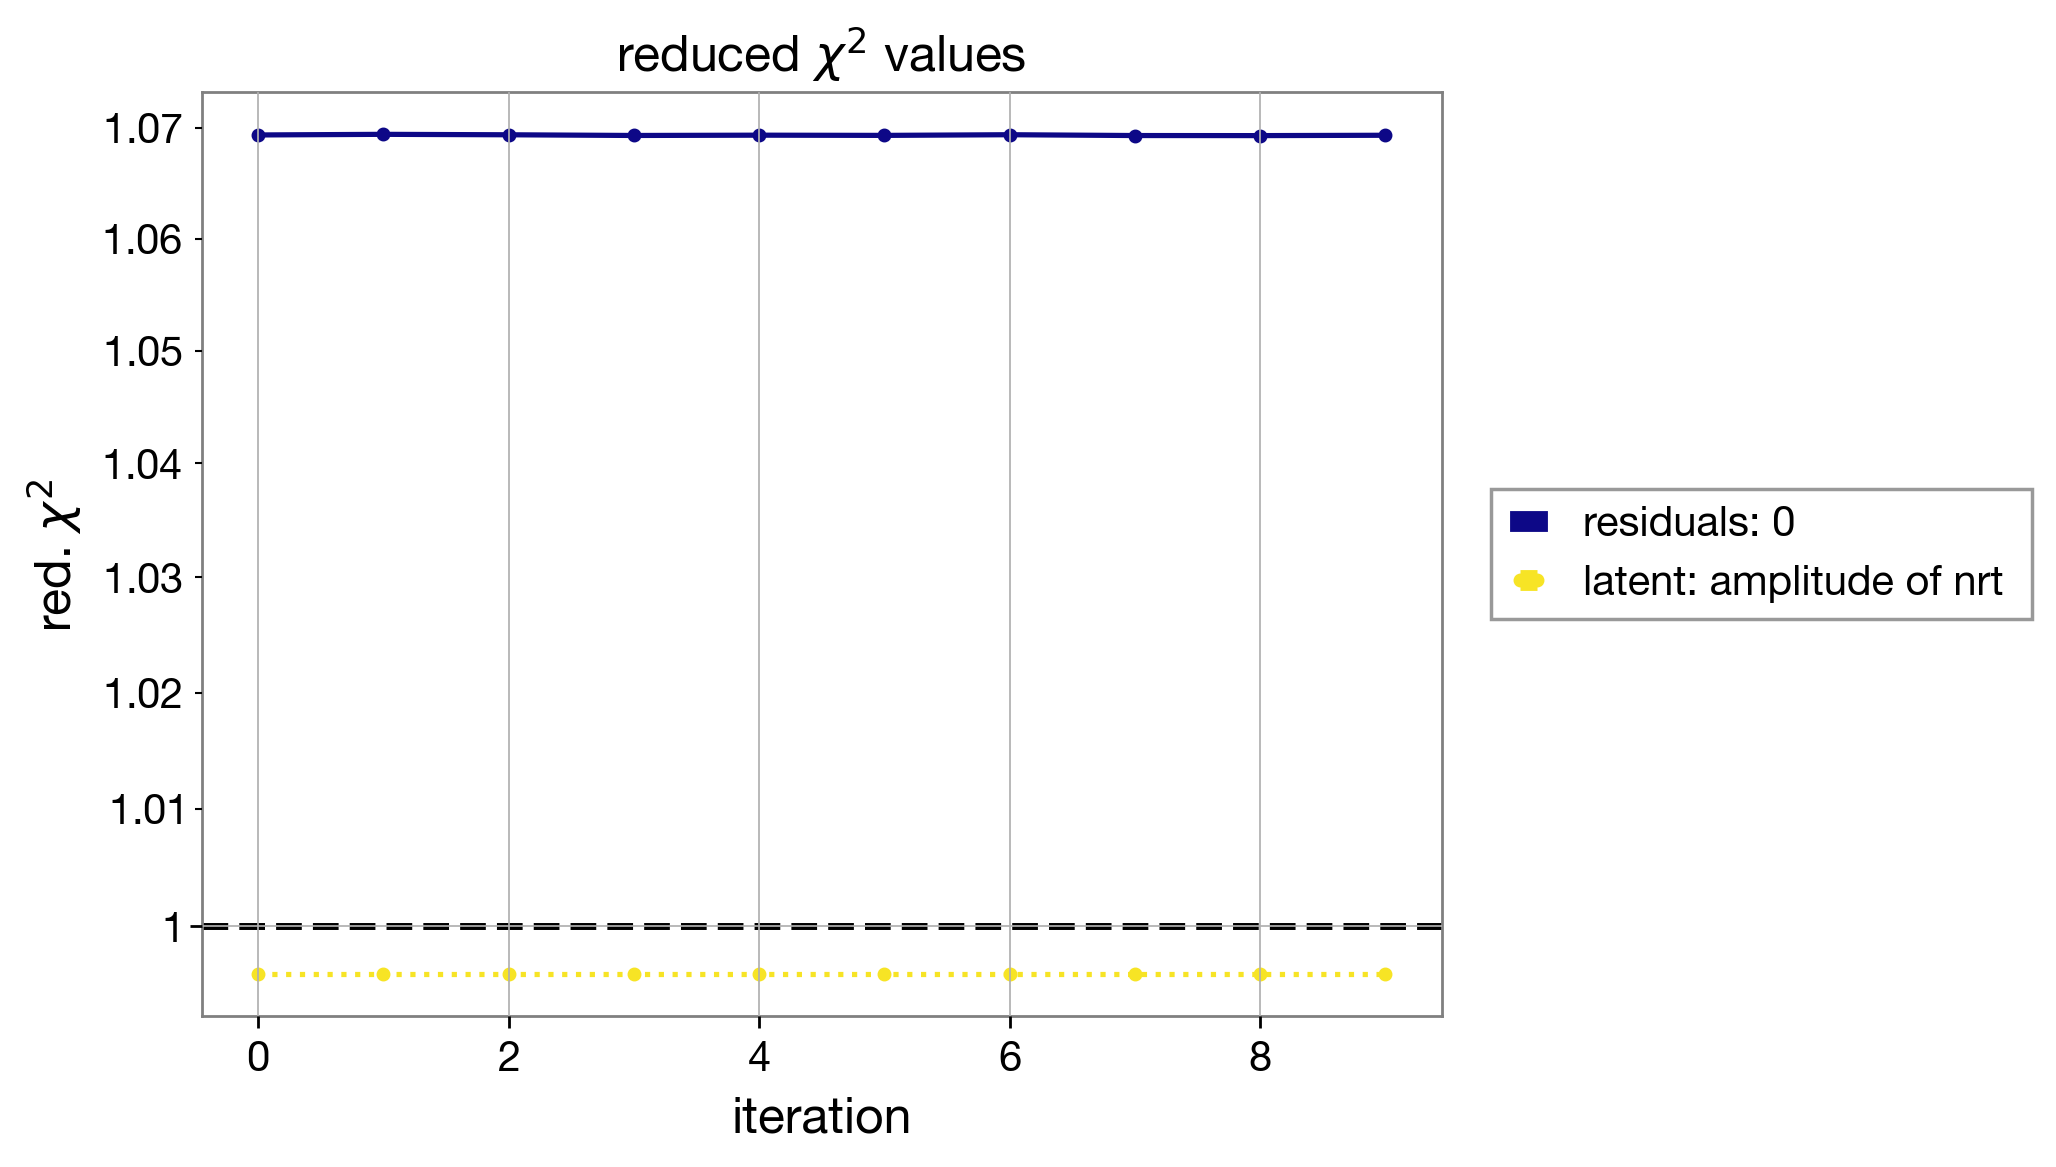 reduced χ² values
1.07
1.06
1.05
1.04
1.03
1.02
1.01
1
red. χ²
0 2 4 6 8
iteration
residuals: 0
latent: amplitude of nrt